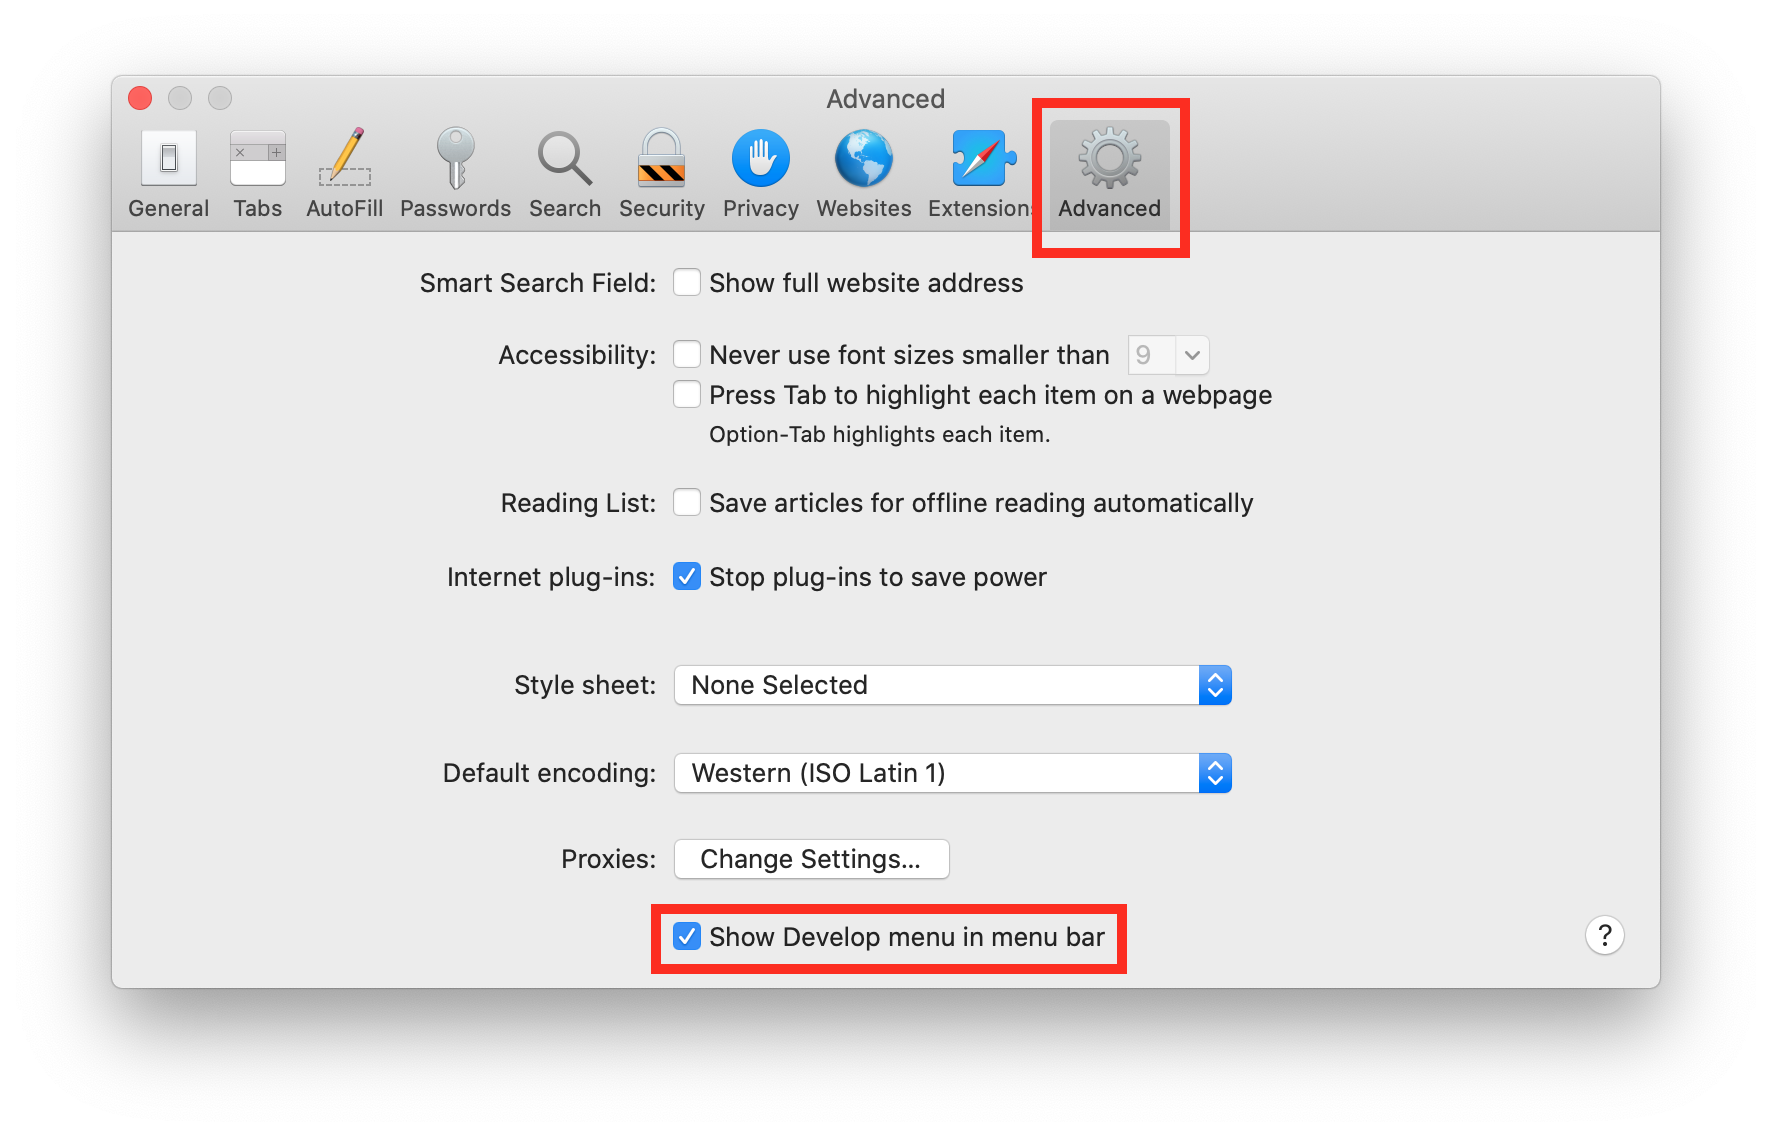 Advanced
General Tabs AutoFill Passwords Search Security Privacy Websites Extensions Advanced
Smart Search Field: Show full website address
Accessibility: Never use font sizes smaller than 9
Press Tab to highlight each item on a webpage
Option-Tab highlights each item.
Reading List: Save articles for offline reading automatically
Internet plug-ins: Stop plug-ins to save power
Style sheet: None Selected
Default encoding: Western (ISO Latin 1)
Proxies: Change Settings...
Show Develop menu in menu bar ?